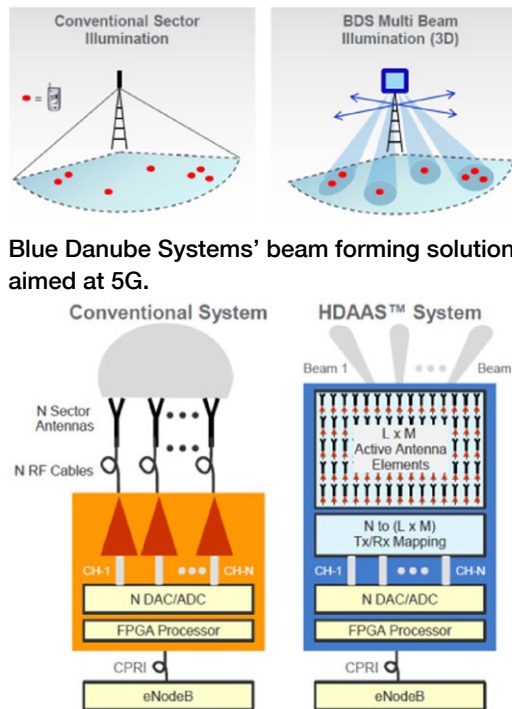 Conventional Sector
Illumination
=
BDS Multi Beam
Illumination (3D)
Blue Danube Systems’ beam forming solution
aimed at 5G.
Conventional System
N Sector
Antennas
N RF Cables
CH-1
CH-N
N DAC/ADC
FPGA Processor
CPRI
eNodeB
HDAAS™ System
Beam 1
Beam
L x M
Active Antenna
Elements
N to (L x M)
Tx/Rx Mapping
CH-1
CH-N
N DAC/ADC
FPGA Processor
CPRI
eNodeB